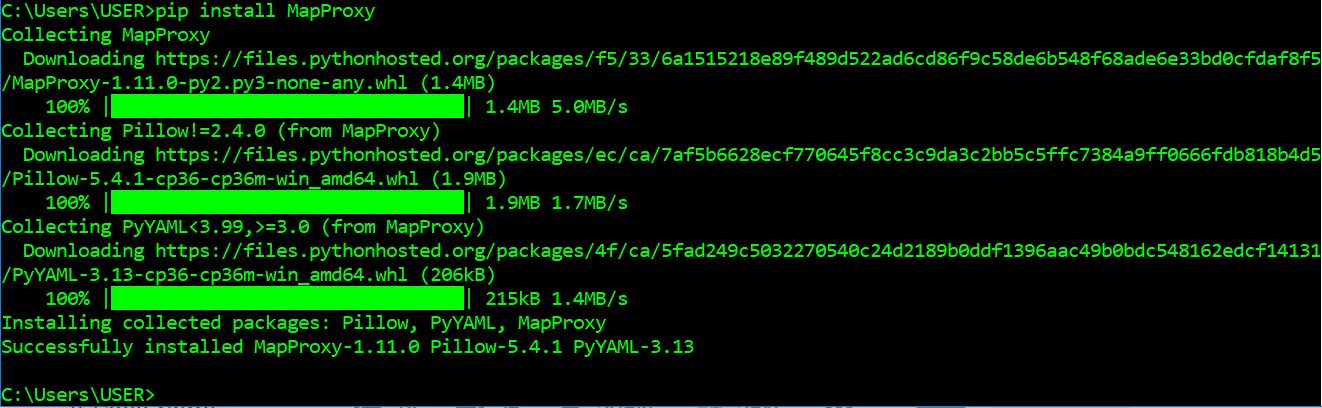 C:\Users\USER>pip install MapProxy
Collecting MapProxy
  Downloading https://files.pythonhosted.org/packages/f5/33/6a1515218e89f489d522ad6cd86f9c58de6b548f68ade6e33bd0cfdaf8f5
/MapProxy-1.11.0-py2.py3-none-any.whl (1.4MB)
    100% |████████████████████████████████| 1.4MB 5.0MB/s
Collecting Pillow!=2.4.0 (from MapProxy)
  Downloading https://files.pythonhosted.org/packages/ec/ca/7af5b6628ecf770645f8cc3c9da3c2bb5c5ffc7384a9ff0666fdb818b4d5
/Pillow-5.4.1-cp36-cp36m-win_amd64.whl (1.9MB)
    100% |████████████████████████████████| 1.9MB 1.7MB/s
Collecting PyYAML<3.99,>=3.0 (from MapProxy)
  Downloading https://files.pythonhosted.org/packages/4f/ca/5fad249c5032270540c24d2189b0ddf1396aac49b0bdc548162edcf14131
/PyYAML-3.13-cp36-cp36m-win_amd64.whl (206kB)
    100% |████████████████████████████████| 215kB 1.4MB/s
Installing collected packages: Pillow, PyYAML, MapProxy
Successfully installed MapProxy-1.11.0 Pillow-5.4.1 PyYAML-3.13
C:\Users\USER>